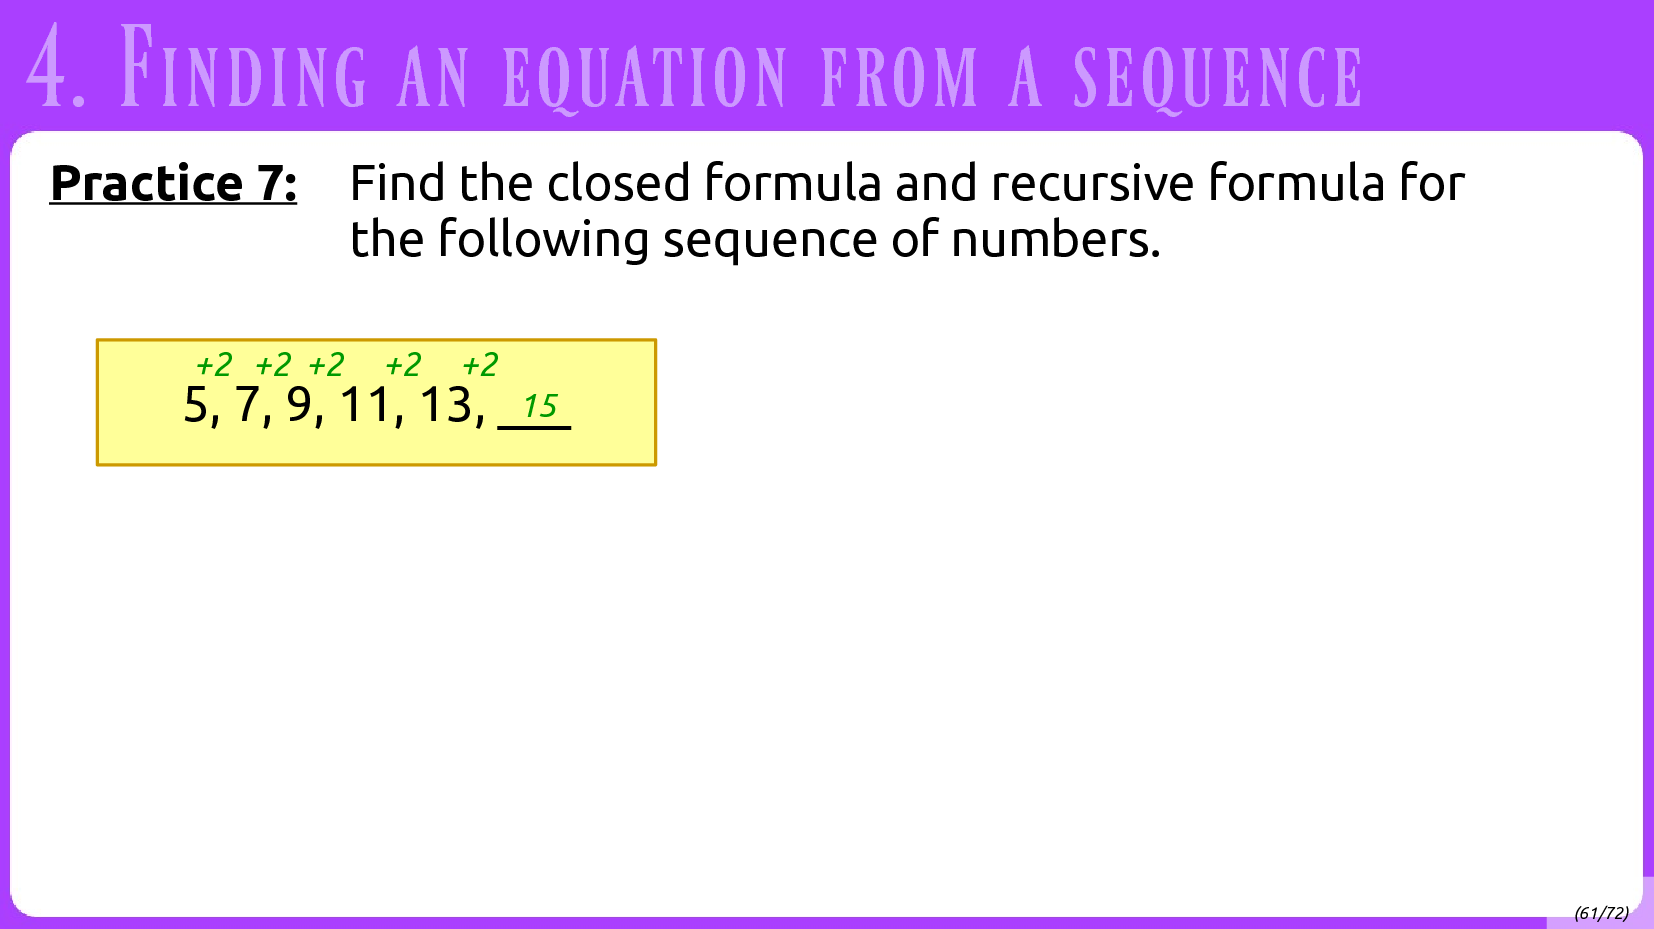 4. Finding an equation from a sequence
Practice 7: Find the closed formula and recursive formula for
the following sequence of numbers.
+2 +2 +2 +2 +2
5, 7, 9, 11, 13, 15
(61/72)